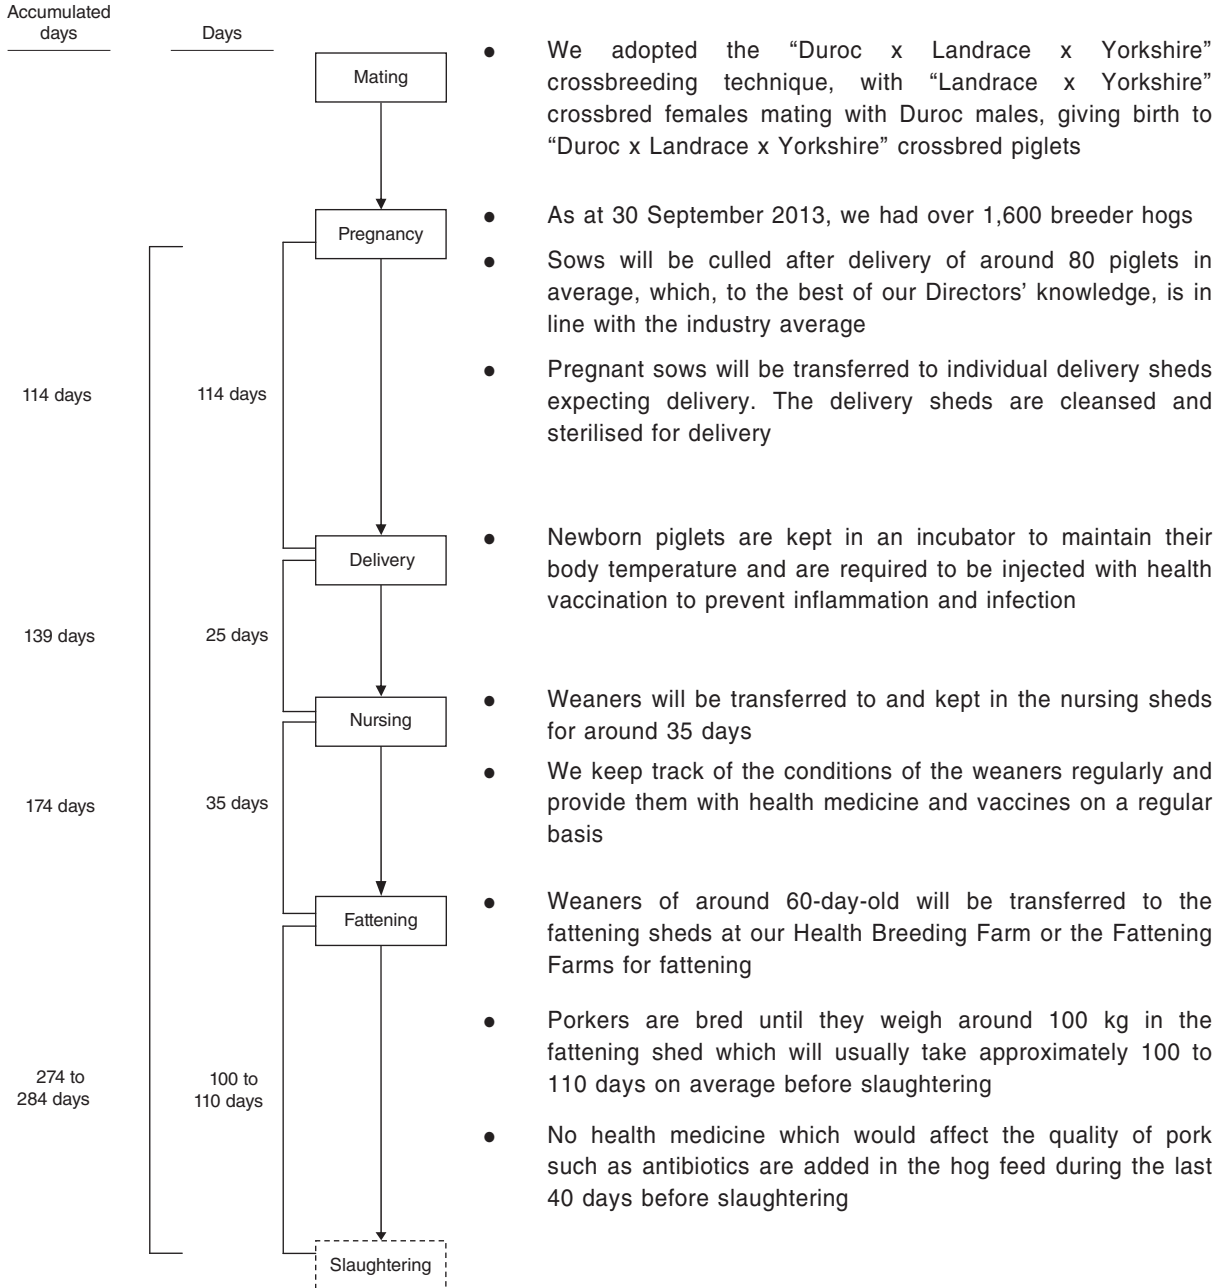 Accumulated
days
Days
Mating
● We adopted the “Duroc x Landrace x Yorkshire”
crossbreeding technique, with “Landrace x Yorkshire”
crossbred females mating with Duroc males, giving birth to
“Duroc x Landrace x Yorkshire” crossbred piglets
Pregnancy
● As at 30 September 2013, we had over 1,600 breeder hogs
● Sows will be culled after delivery of around 80 piglets in
average, which, to the best of our Directors’ knowledge, is in
line with the industry average
114 days
114 days
● Pregnant sows will be transferred to individual delivery sheds
expecting delivery. The delivery sheds are cleansed and
sterilised for delivery
Delivery
● Newborn piglets are kept in an incubator to maintain their
body temperature and are required to be injected with health
vaccination to prevent inflammation and infection
139 days
25 days
Nursing
● Weaners will be transferred to and kept in the nursing sheds
for around 35 days
174 days
35 days
● We keep track of the conditions of the weaners regularly and
provide them with health medicine and vaccines on a regular
basis
Fattening
● Weaners of around 60-day-old will be transferred to the
fattening sheds at our Health Breeding Farm or the Fattening
Farms for fattening
274 to
284 days
100 to
110 days
● Porkers are bred until they weigh around 100 kg in the
fattening shed which will usually take approximately 100 to
110 days on average before slaughtering
● No health medicine which would affect the quality of pork
such as antibiotics are added in the hog feed during the last
40 days before slaughtering
Slaughtering